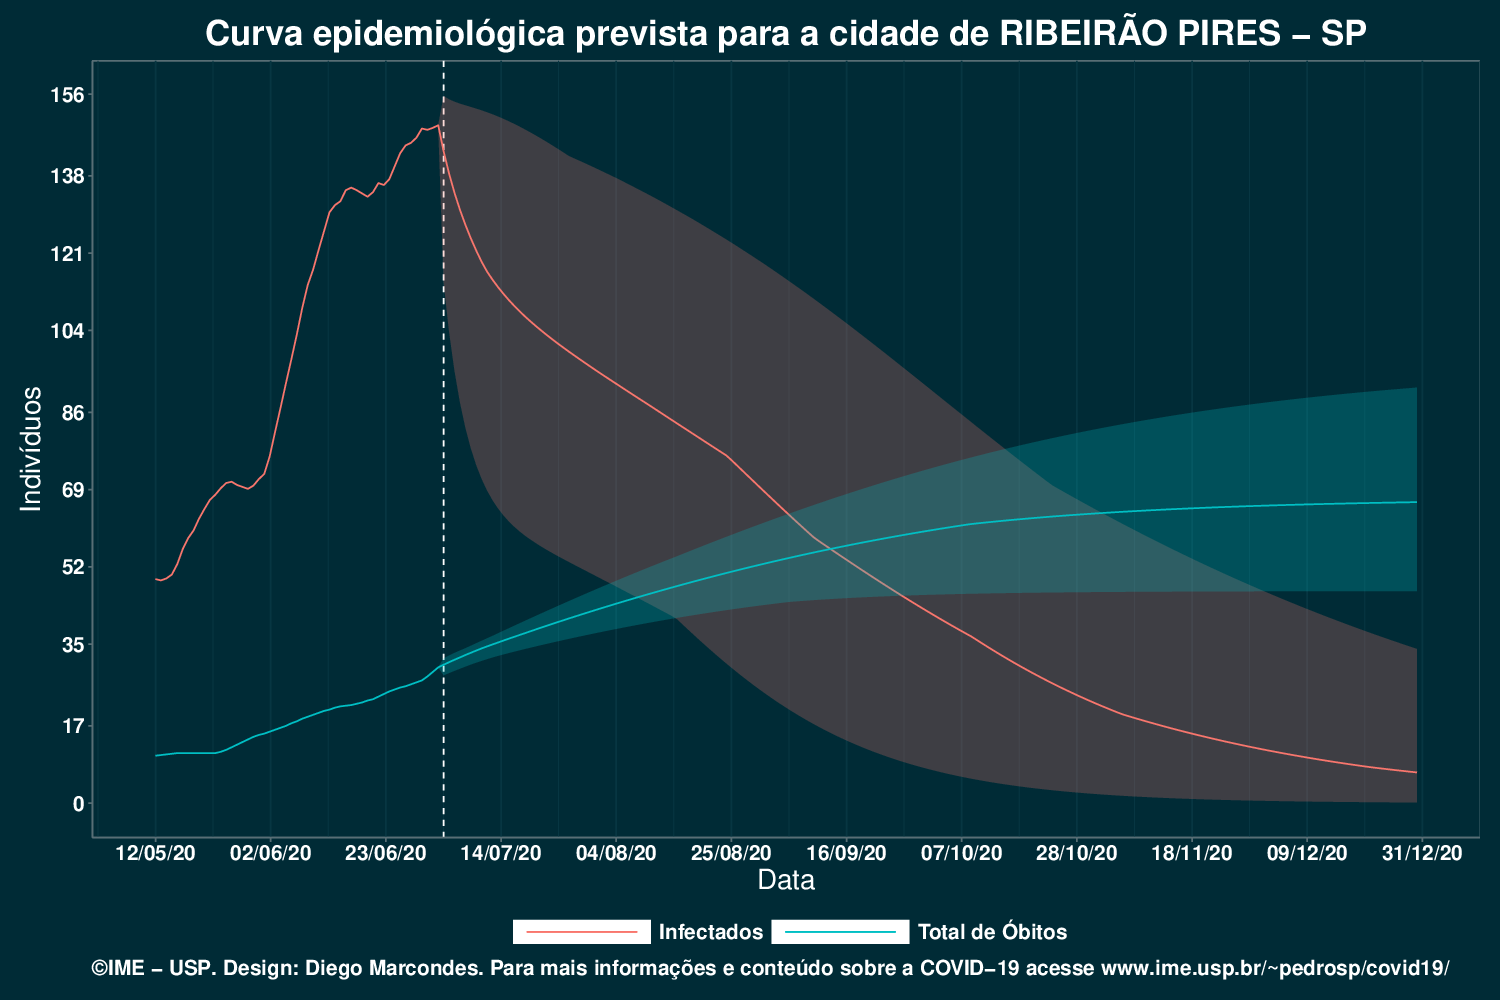 Curva epidemiológica prevista para a cidade de RIBEIRÃO PIRES – SP
156
138
121
104
86
69
52
35
17
0
Indivíduos
12/05/20 02/06/20 23/06/20 14/07/20 04/08/20 25/08/20 16/09/20 07/10/20 28/10/20 18/11/20 09/12/20 31/12/20
Data
Infectados Total de Óbitos
©IME – USP. Design: Diego Marcondes. Para mais informações e conteúdo sobre a COVID–19 acesse www.ime.usp.br/~pedrosp/covid19/